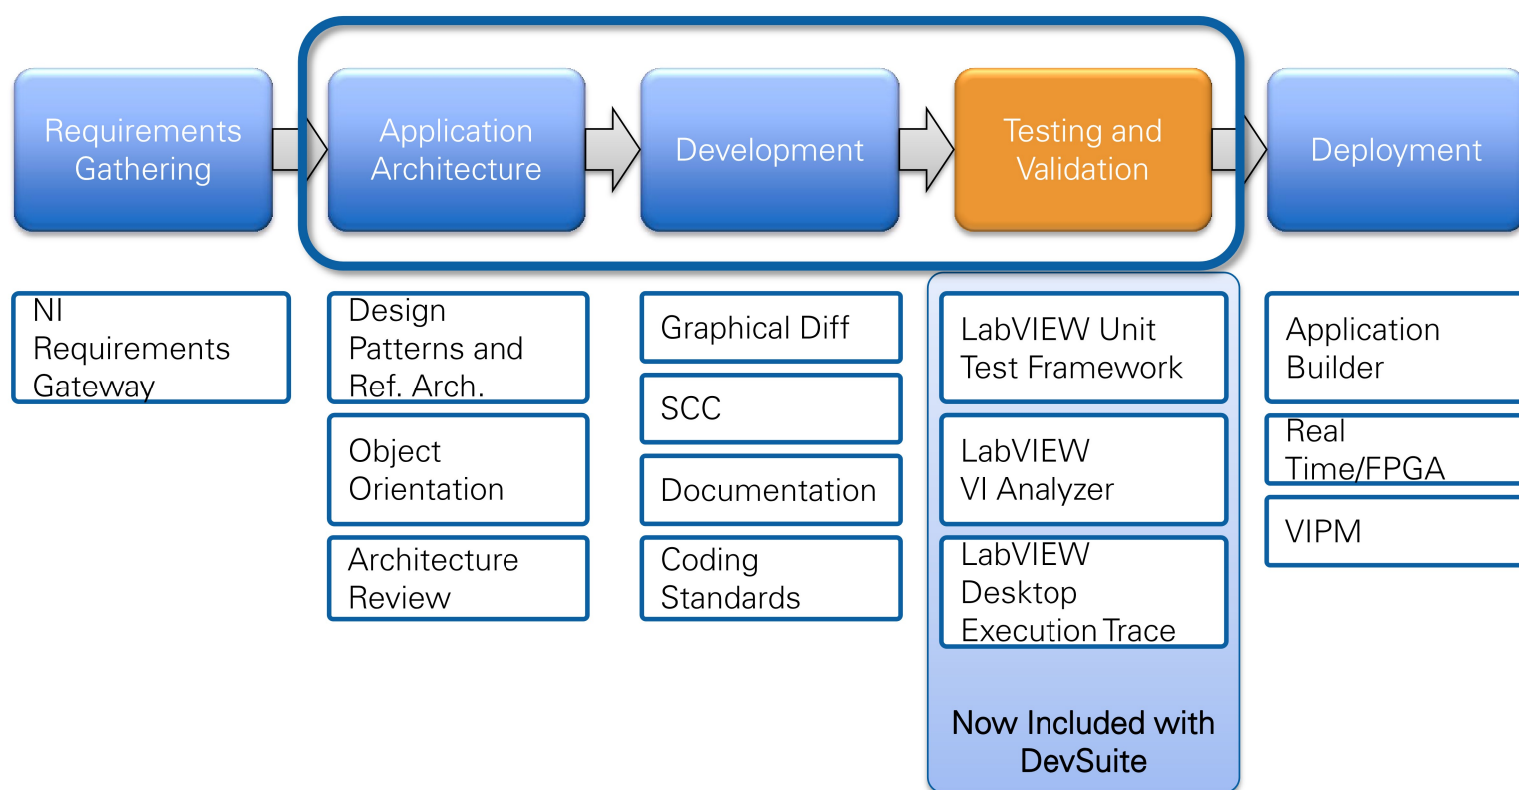 Requirements
Gathering
Application
Architecture
Development
Testing and
Validation
Deployment
NI
Requirements
Gateway
Design
Patterns and
Ref. Arch.
Object
Orientation
Architecture
Review
Graphical Diff
SCC
Documentation
Coding
Standards
LabVIEW Unit
Test Framework
LabVIEW
VI Analyzer
LabVIEW
Desktop
Execution Trace
Now Included with
DevSuite
Application
Builder
Real
Time/FPGA
VIPM